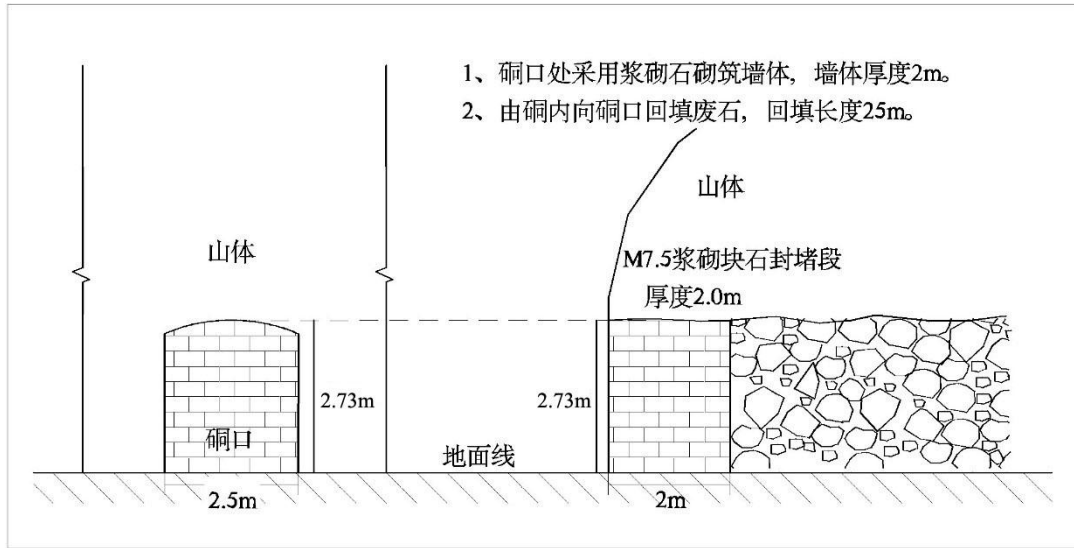 1、硐口处采用浆砌石砌筑墙体，墙体厚度2m。
2、由硐内向硐口回填废石，回填长度25m。
山体
山体
M7.5浆砌块石封堵段
厚度2.0m
2.73m
2.73m
硐口
地面线
2.5m
2m